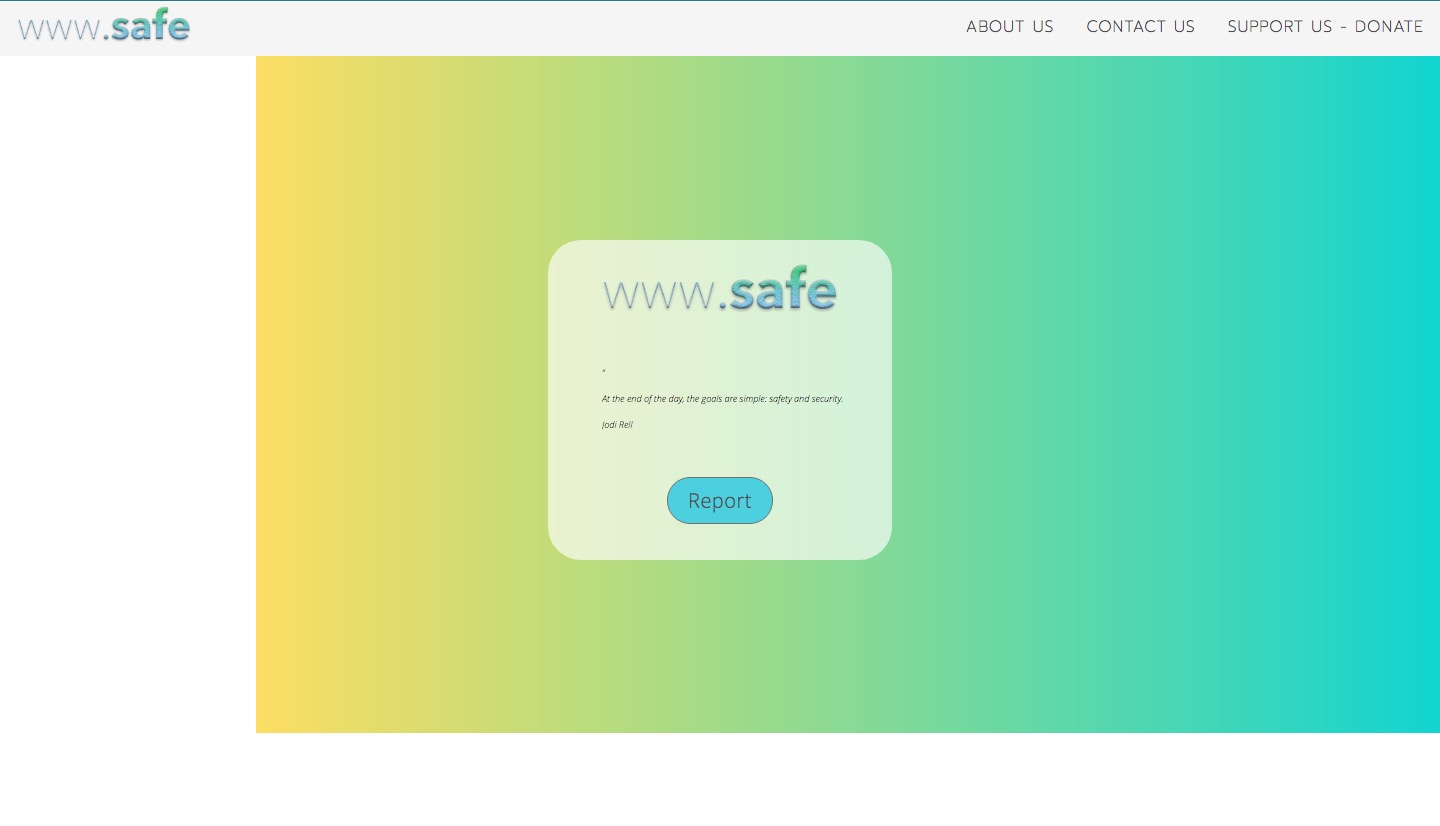 www.safe
ABOUT US
CONTACT US
SUPPORT US - DONATE
www.safe
"
At the end of the day, the goals are simple: safety and security.
Jodi Rell
Report